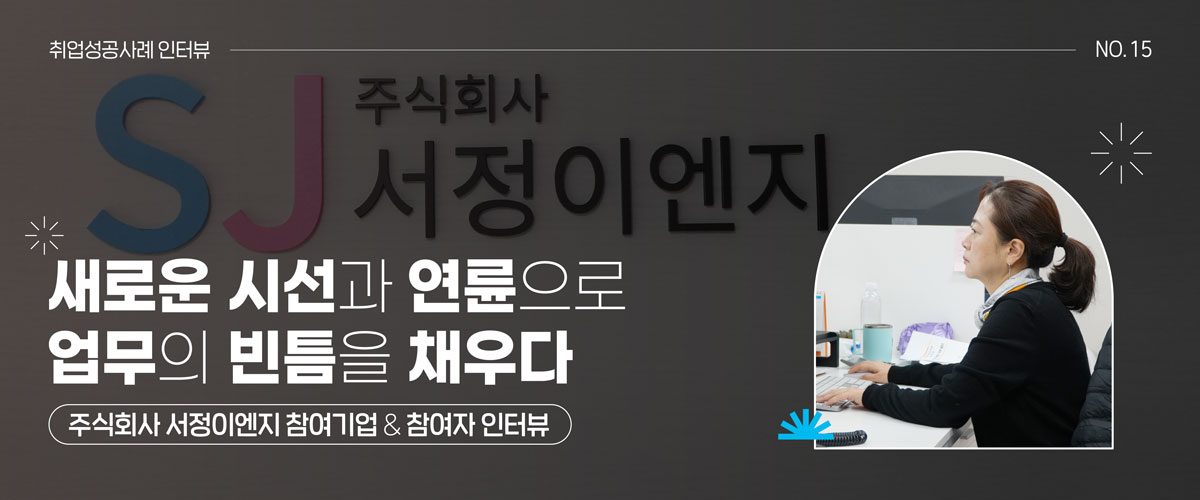 취업성공사례 인터뷰
NO.15
SJ
주식회사
서정이엔지
새로운 시선과 연륜으로
업무의 빈틈을 채우다
주식회사 서정이엔지 참여기업 & 참여자 인터뷰